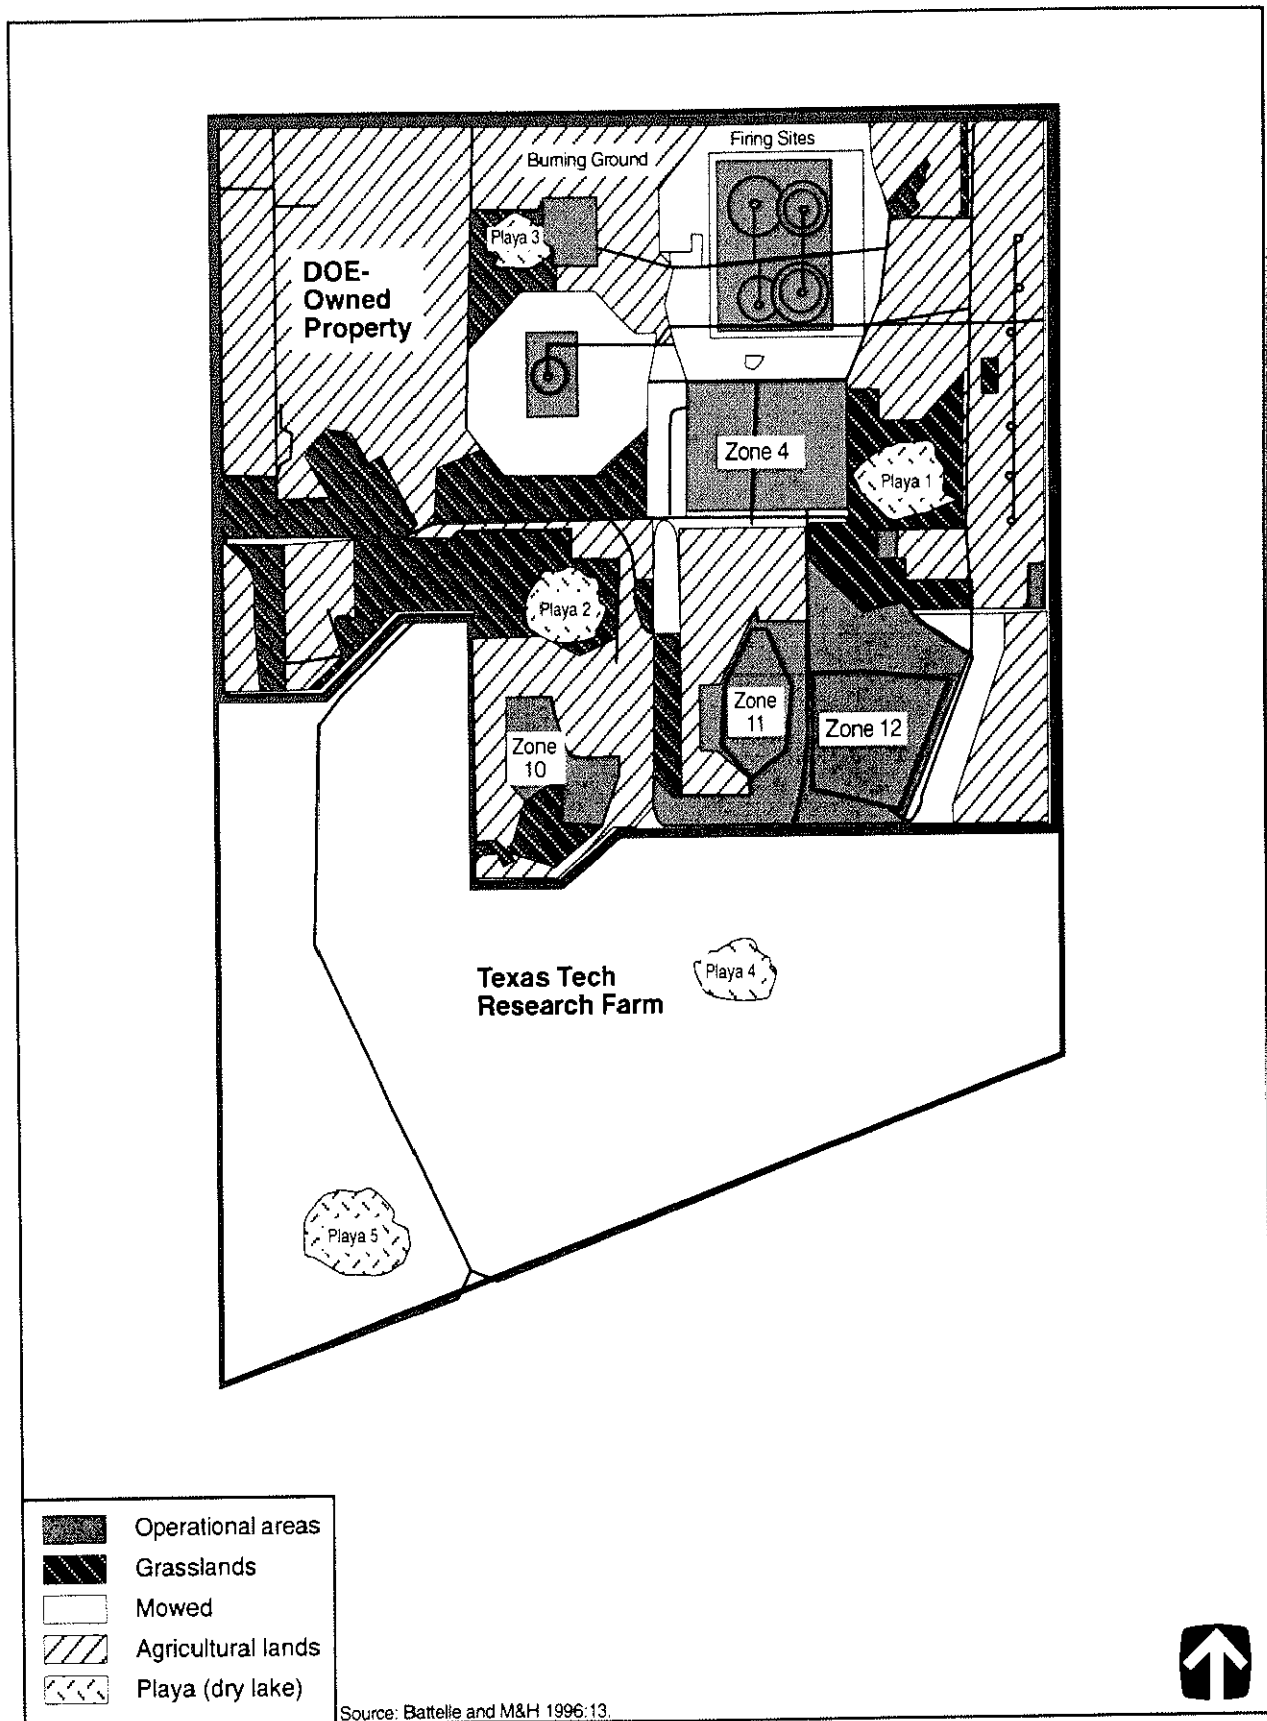 Firing Sites
Burning Ground
Playa 3
DOE-
Owned
Property
Zone 4
Playa 1
Playa 2
Zone
11
Zone 12
Zone
10
Texas Tech
Research Farm
Playa 4
Playa 5
Operational areas
Grasslands
Mowed
Agricultural lands
Playa (dry lake)
Source: Battelle and M&H 1996:13.